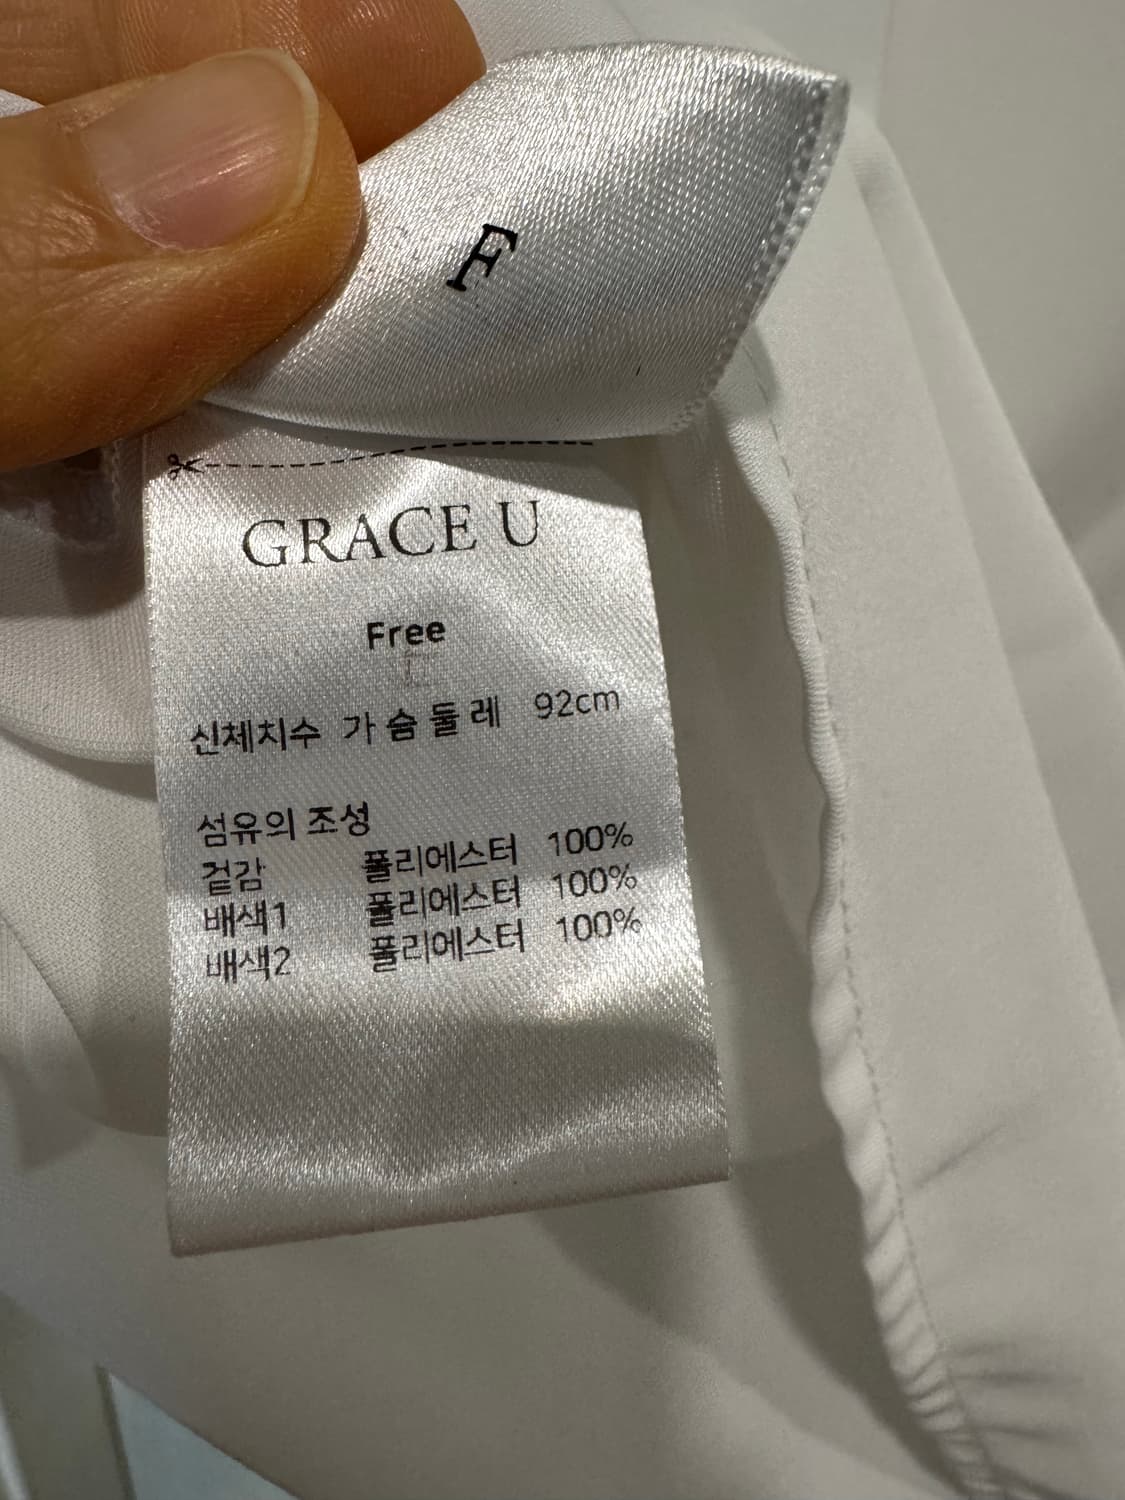 F
GRACE U
Free
신체치수 가슴둘레 92cm
섬유의 조성
겉감 폴리에스터 100%
배색1 폴리에스터 100%
배색2 폴리에스터 100%